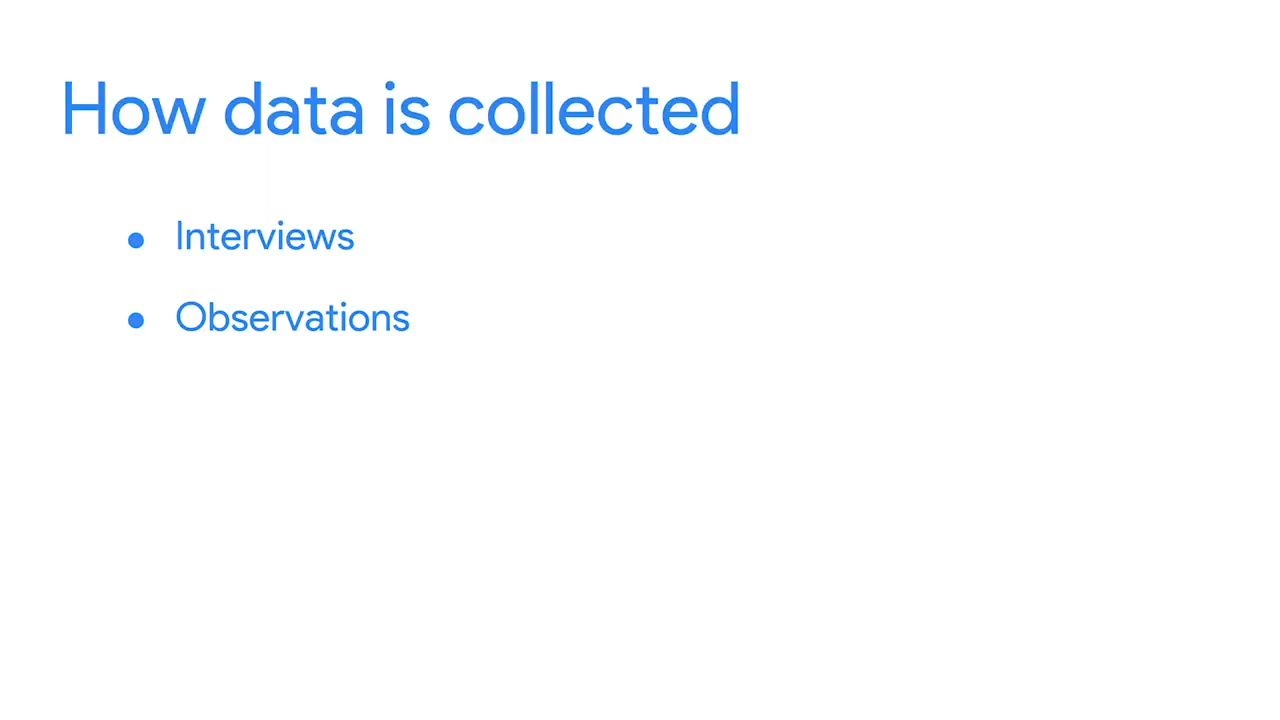 How data is collected
● Interviews
● Observations